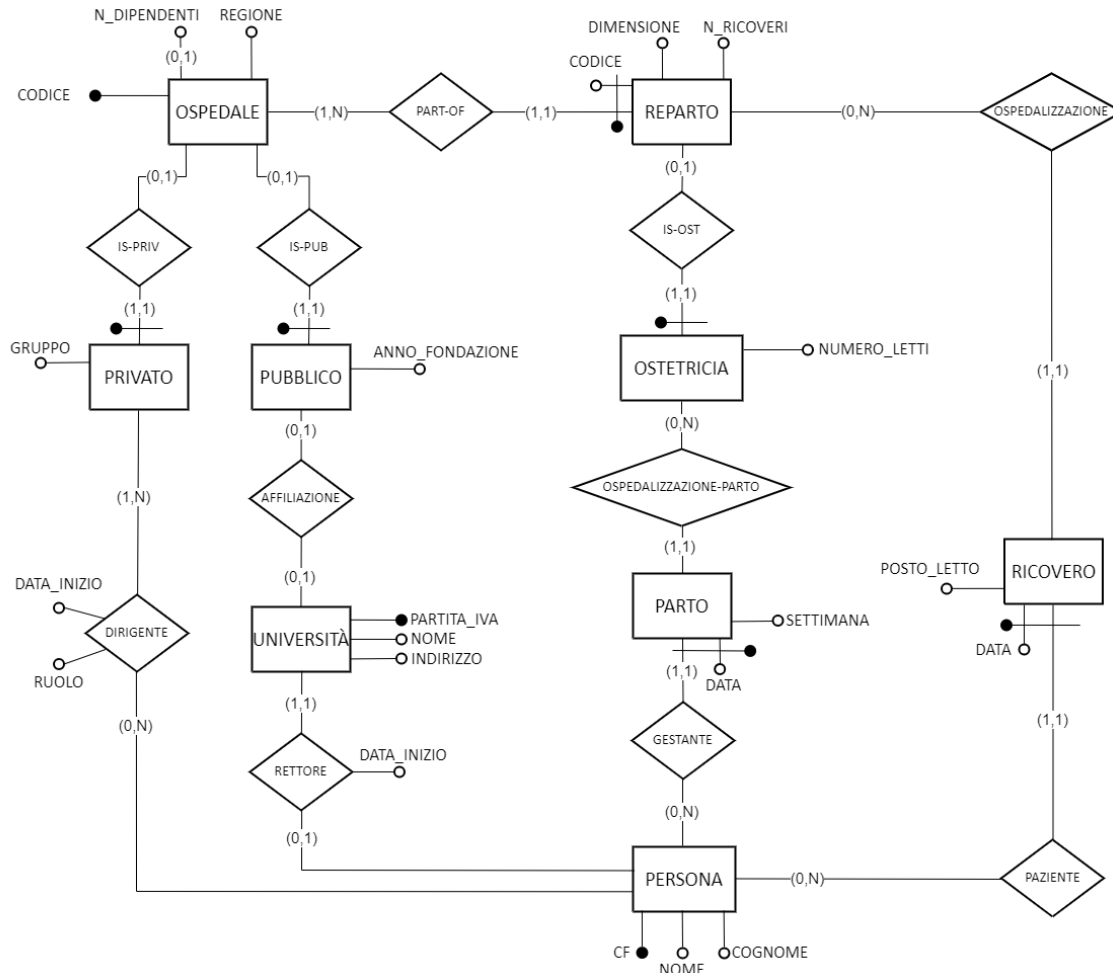 N_DIPENDENTI
REGIONE
DIMENSIONE
N_RICOVERI
(0,1)
CODICE
CODICE
OSPEDALE
(1,N)
PART-OF
(1,1)
REPARTO
(0,N)
OSPEDALIZZAZIONE
(0,1)
(0,1)
(0,1)
IS-PRIV
IS-PUB
IS-OST
(1,1)
(1,1)
(1,1)
GRUPPO
PRIVATO
PUBBLICO
ANNO_FONDAZIONE
OSTETRICIA
NUMERO_LETTI
(1,1)
(0,1)
(0,N)
(1,N)
AFFILIAZIONE
OSPEDALIZZAZIONE-PARTO
(1,1)
(0,1)
DATA_INIZIO
DIRIGENTE
RUOLO
UNIVERSITÀ
PARTITA_IVA
NOME
INDIRIZZO
PARTO
SETTIMANA
DATA
(1,1)
POSTO_LETTO
RICOVERO
DATA
(1,1)
(1,1)
(0,N)
RETTORE
DATA_INIZIO
GESTANTE
(0,1)
(0,N)
PERSONA
(0,N)
PAZIENTE
CF
NOME
COGNOME